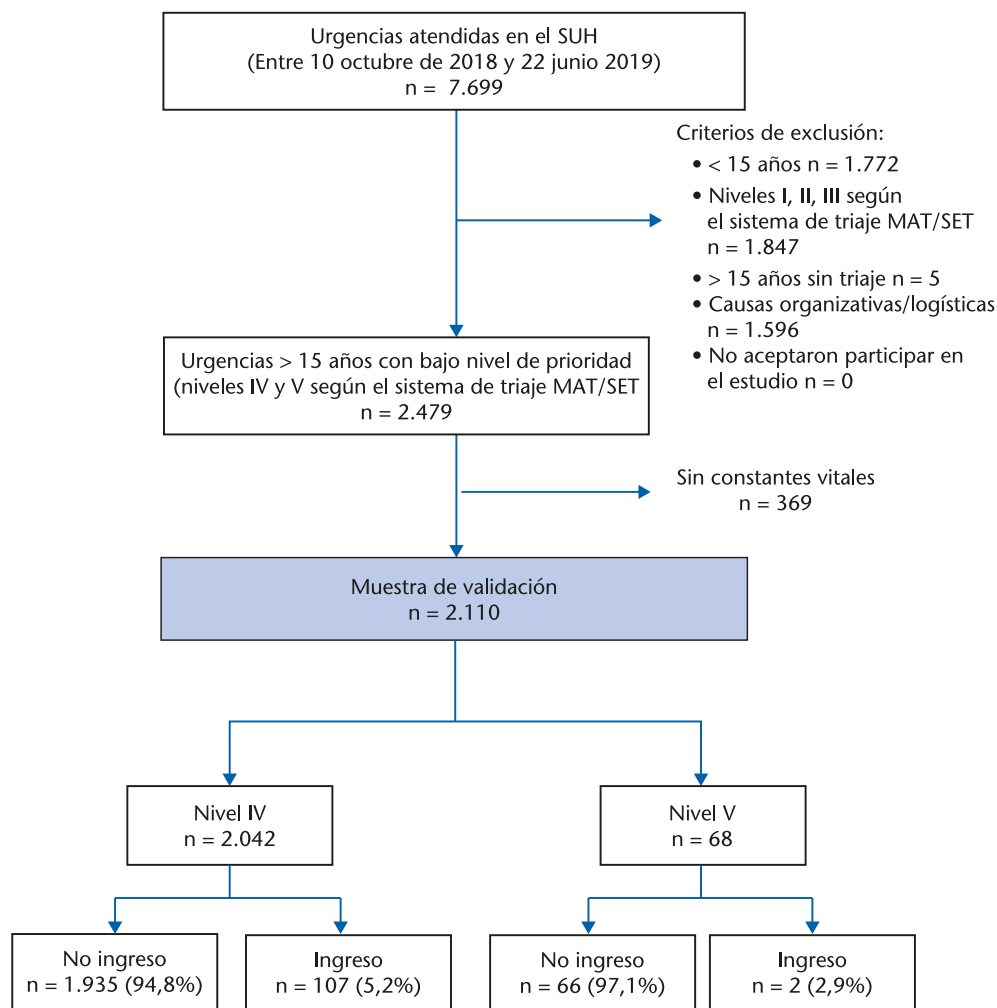 Urgencias atendidas en el SUH
(Entre 10 octubre de 2018 y 22 junio 2019)
n = 7.699
Criterios de exclusión:
• < 15 años n = 1.772
• Niveles I, II, III según
el sistema de triaje MAT/SET
n = 1.847
• > 15 años sin triaje n = 5
• Causas organizativas/logísticas
n = 1.596
• No aceptaron participar en
el estudio n = 0
Urgencias > 15 años con bajo nivel de prioridad
(niveles IV y V según el sistema de triaje MAT/SET
n = 2.479
Sin constantes vitales
n = 369
Muestra de validación
n = 2.110
Nivel IV
n = 2.042
Nivel V
n = 68
No ingreso
n = 1.935 (94,8%)
Ingreso
n = 107 (5,2%)
No ingreso
n = 66 (97,1%)
Ingreso
n = 2 (2,9%)